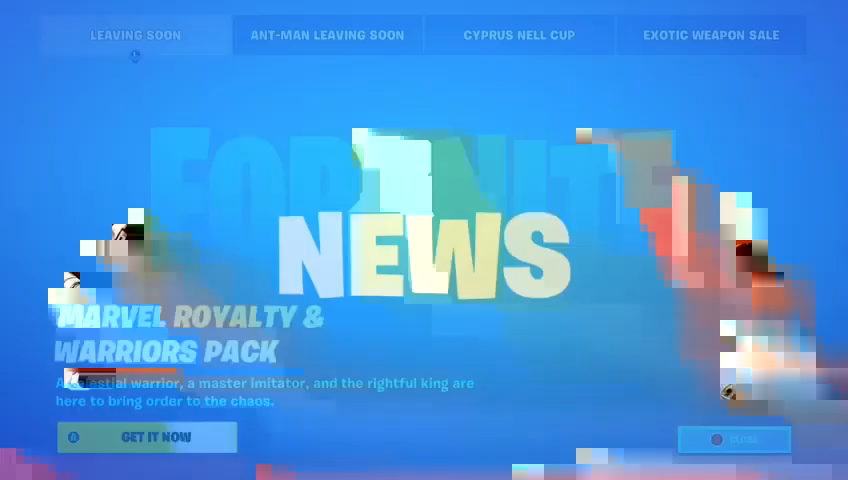 LEAVING SOON
ANT-MAN LEAVING SOON
CYPRUS NELL CUP
EXOTIC WEAPON SALE
FORTNITE
NEWS
MARVEL ROYALTY &
WARRIORS PACK
A celestial warrior, a master imitator, and the rightful king are
here to bring order to the chaos.
GET IT NOW
CLOSE